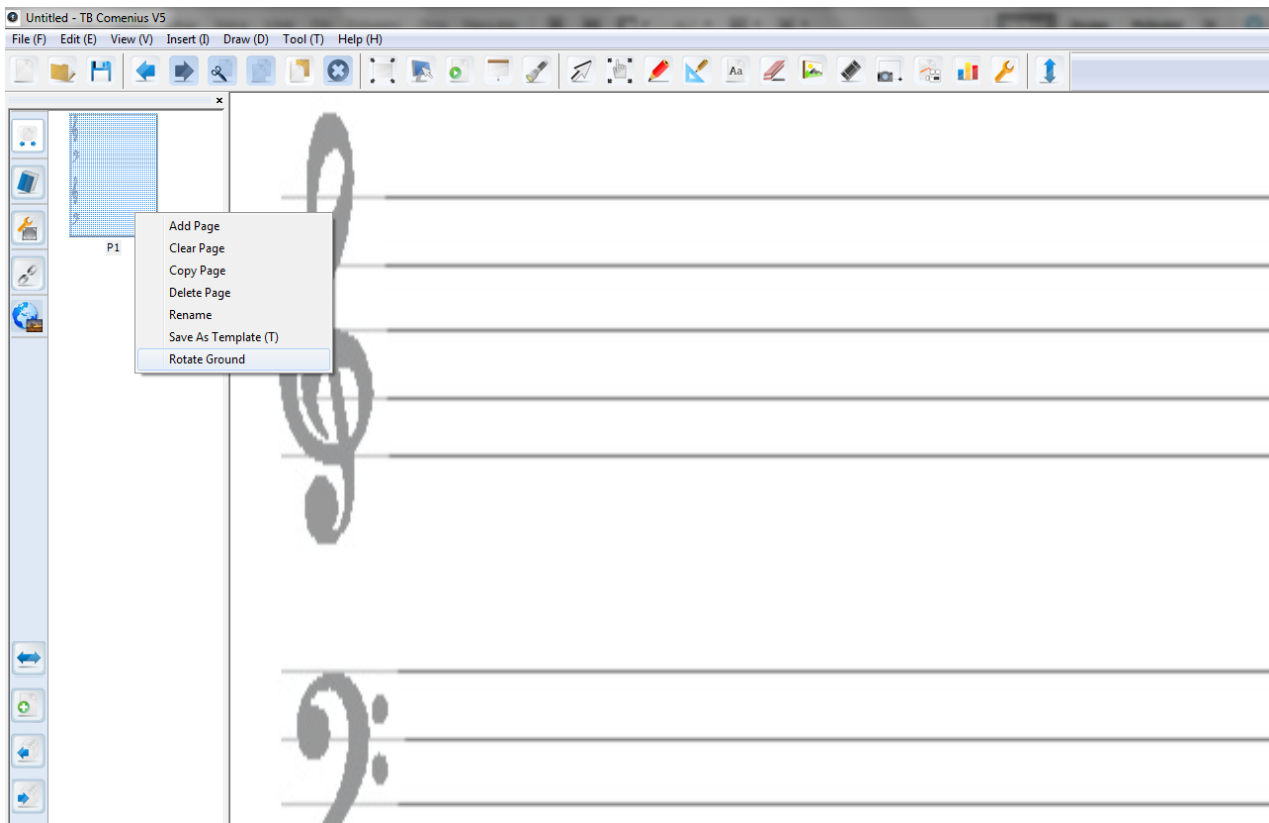 Untitled - TB Comenius V5
File (F) Edit (E) View (V) Insert (I) Draw (D) Tool (T) Help (H)
Aa
x
P1
Add Page
Clear Page
Copy Page
Delete Page
Rename
Save As Template (T)
Rotate Ground